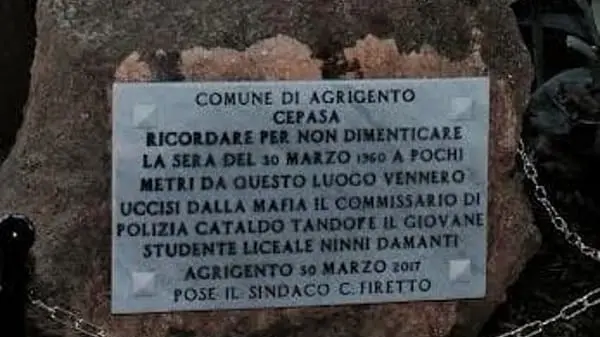 COMUNE DI AGRIGENTO
CEPASA
RICORDARE PER NON DIMENTICARE
LA SERA DEL 30 MARZO 1960 A POCHI
METRI DA QUESTO LUOGO VENNERO
UCCISI DALLA MAFIA IL COMMISSARIO DI
POLIZIA CATALDO TANDOFE IL GIOVANE
STUDENTE LICEALE NINNI DAMANTI
AGRIGENTO 30 MARZO 2017
POSE IL SINDACO C. FIRETTO